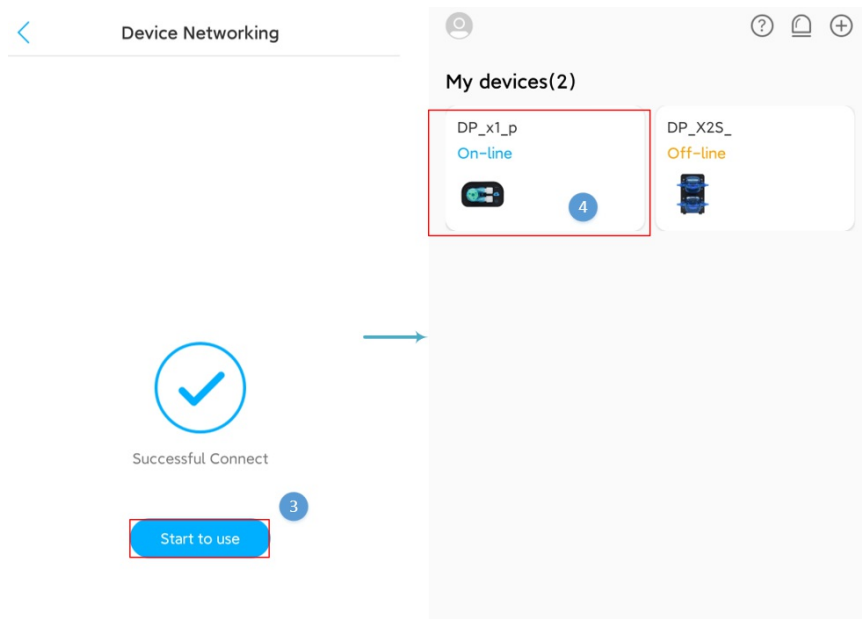 Device Networking
Successful Connect
3
Start to use
?
My devices(2)
DP_x1_p
On-line
4
DP_X2S_
Off-line